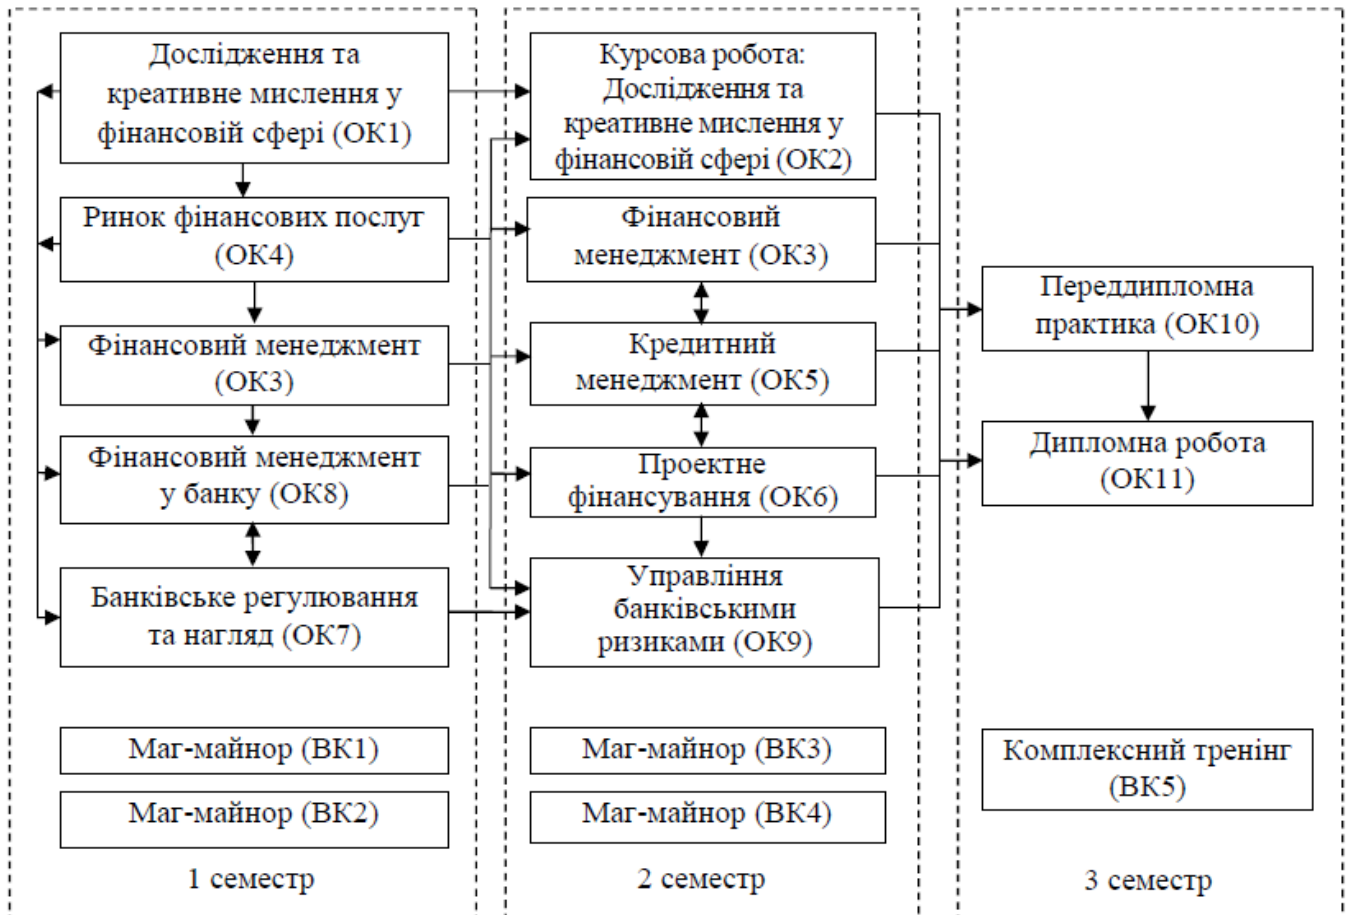 Дослідження та
креативне мислення у
фінансовій сфері (ОК1)
Ринок фінансових послуг
(ОК4)
Фінансовий менеджмент
(ОК3)
Фінансовий менеджмент
у банку (ОК8)
Банківське регулювання
та нагляд (ОК7)
Маг-майнор (ВК1)
Маг-майнор (ВК2)
1 семестр
Курсова робота:
Дослідження та
креативне мислення у
фінансовій сфері (ОК2)
Фінансовий
менеджмент (ОК3)
Кредитний
менеджмент (ОК5)
Проектне
фінансування (ОК6)
Управління
банківськими
ризиками (ОК9)
Маг-майнор (ВК3)
Маг-майнор (ВК4)
2 семестр
Переддипломна
практика (ОК10)
Дипломна робота
(ОК11)
Комплексний тренінг
(ВК5)
3 семестр